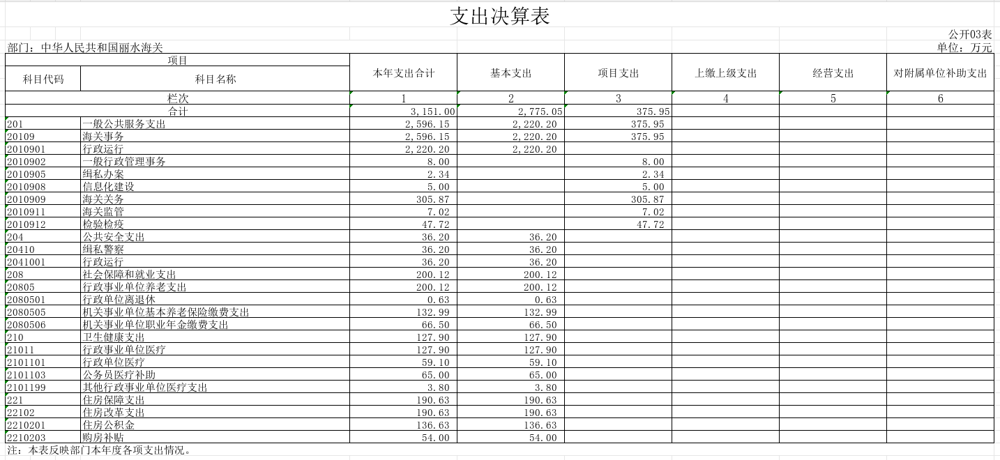 支出决算表
公开03表
部门：中华人民共和国丽水海关 单位：万元
项目 本年支出合计 基本支出 项目支出 上缴上级支出 经营支出 对附属单位补助支出
科目代码 科目名称
栏次 1 2 3 4 5 6
合计 3,151.00 2,775.05 375.95
201 一般公共服务支出 2,596.15 2,220.20 375.95
20109 海关事务 2,596.15 2,220.20 375.95
2010901 行政运行 2,220.20 2,220.20
2010902 一般行政管理事务 8.00 8.00
2010905 缉私办案 2.34 2.34
2010908 信息化建设 5.00 5.00
2010909 海关关务 305.87 305.87
2010911 海关监管 7.02 7.02
2010912 检验检疫 47.72 47.72
204 公共安全支出 36.20 36.20
20410 缉私警察 36.20 36.20
2041001 行政运行 36.20 36.20
208 社会保障和就业支出 200.12 200.12
20805 行政事业单位养老支出 200.12 200.12
2080501 行政单位离退休 0.63 0.63
2080505 机关事业单位基本养老保险缴费支出 132.99 132.99
2080506 机关事业单位职业年金缴费支出 66.50 66.50
210 卫生健康支出 127.90 127.90
21011 行政事业单位医疗 127.90 127.90
2101101 行政单位医疗 59.10 59.10
2101103 公务员医疗补助 65.00 65.00
2101199 其他行政事业单位医疗支出 3.80 3.80
221 住房保障支出 190.63 190.63
22102 住房改革支出 190.63 190.63
2210201 住房公积金 136.63 136.63
2210203 购房补贴 54.00 54.00
注：本表反映部门本年度各项支出情况。